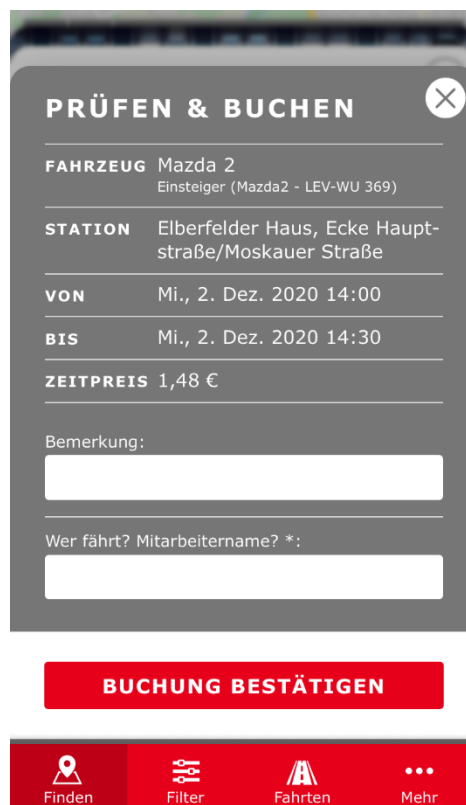 PRÜFEN & BUCHEN
FAHRZEUG Mazda 2
Einsteiger (Mazda2 - LEV-WU 369)
STATION Elberfelder Haus, Ecke Haupt-
straße/Moskauer Straße
VON Mi., 2. Dez. 2020 14:00
BIS Mi., 2. Dez. 2020 14:30
ZEITPREIS 1,48 €
Bemerkung:
Wer fährt? Mitarbeitername? *:
BUCHUNG BESTÄTIGEN
Finden Filter Fahrten Mehr